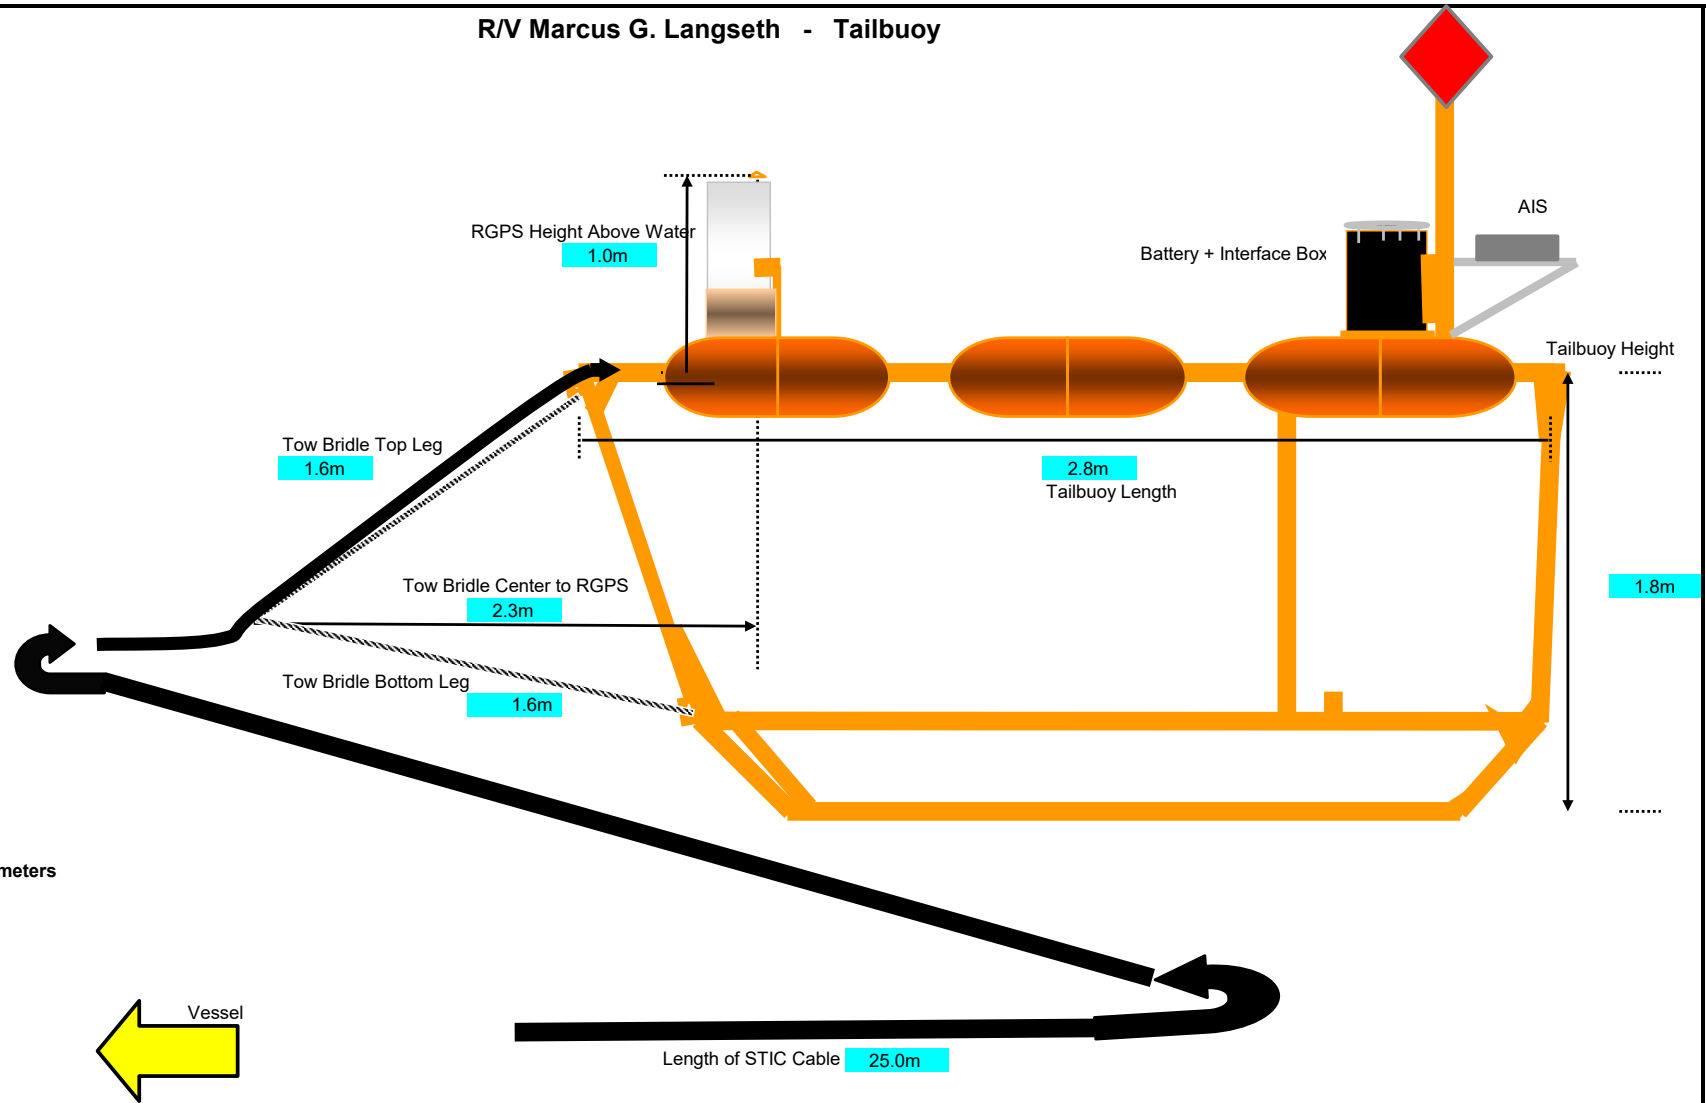 R/V Marcus G. Langseth - Tailbuoy
AIS
RGPS Height Above Water
1.0m
Battery + Interface Box
Tailbuoy Height
Tow Bridle Top Leg
1.6m
2.8m
Tailbuoy Length
Tow Bridle Center to RGPS
2.3m
1.8m
Tow Bridle Bottom Leg
1.6m
meters
Vessel
Length of STIC Cable 25.0m